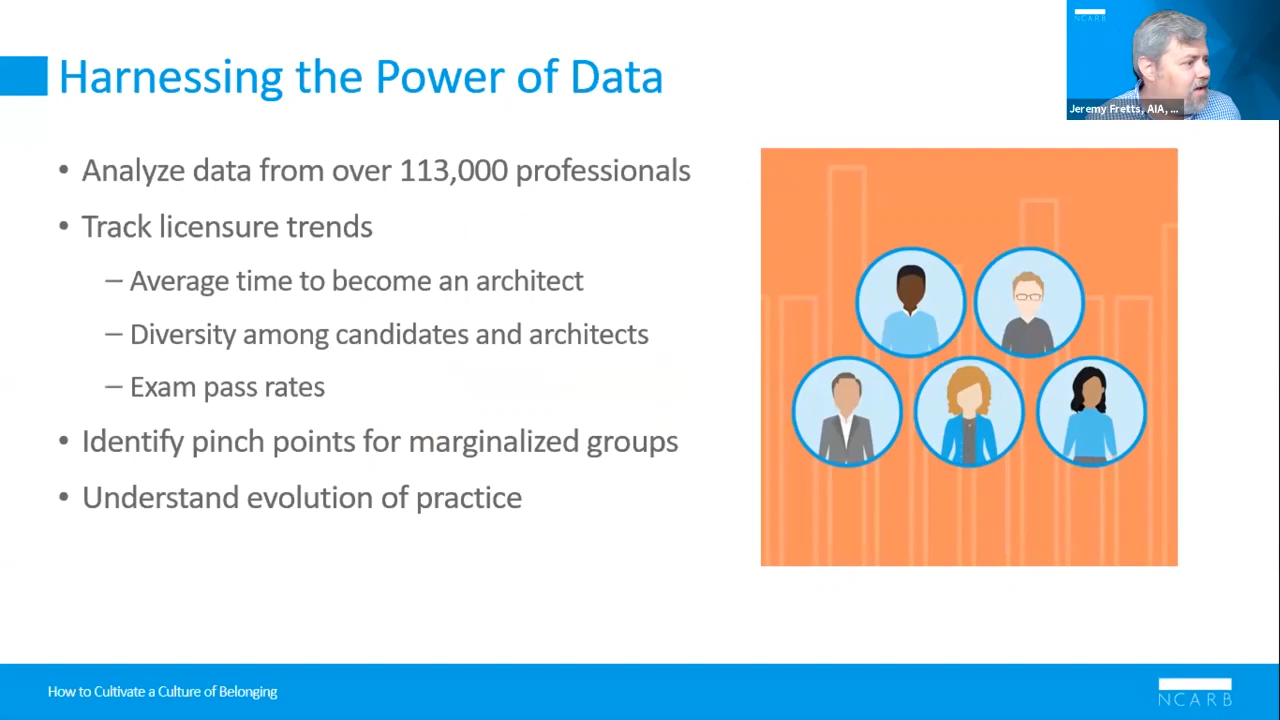 NCARB
Harnessing the Power of Data
Jeremy Fretts, AIA, ...
• Analyze data from over 113,000 professionals
• Track licensure trends
– Average time to become an architect
– Diversity among candidates and architects
– Exam pass rates
• Identify pinch points for marginalized groups
• Understand evolution of practice
How to Cultivate a Culture of Belonging
NCARB